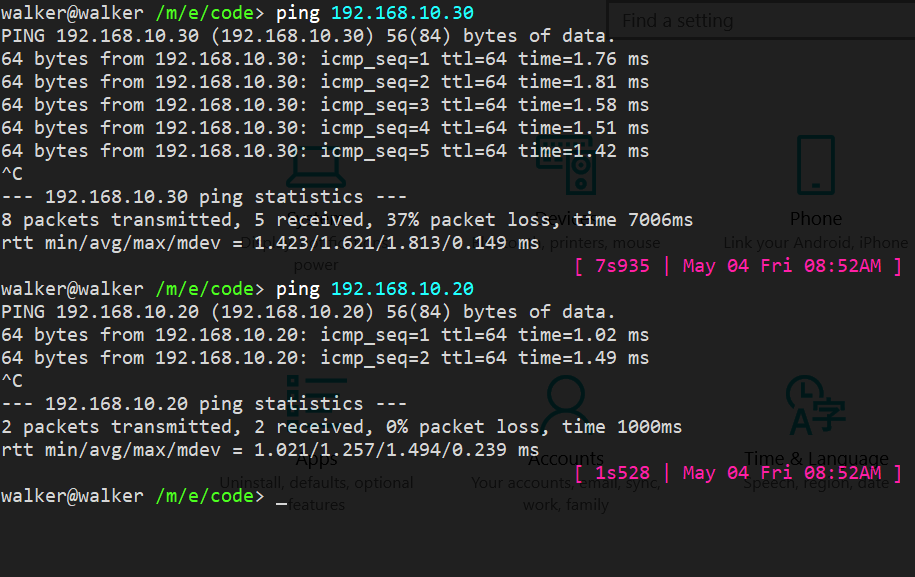 walker@walker /m/e/code> ping 192.168.10.30
Find a setting
PING 192.168.10.30 (192.168.10.30) 56(84) bytes of data.
64 bytes from 192.168.10.30: icmp_seq=1 ttl=64 time=1.76 ms
64 bytes from 192.168.10.30: icmp_seq=2 ttl=64 time=1.81 ms
64 bytes from 192.168.10.30: icmp_seq=3 ttl=64 time=1.58 ms
64 bytes from 192.168.10.30: icmp_seq=4 ttl=64 time=1.51 ms
64 bytes from 192.168.10.30: icmp_seq=5 ttl=64 time=1.42 ms
^C
--- 192.168.10.30 ping statistics ---
8 packets transmitted, 5 received, 37% packet loss, time 7006ms
Phone
rtt min/avg/max/mdev = 1.423/1.621/1.813/0.149 ms
printers, mouse
Link your Android, iPhone
power
[ 7s935 | May 04 Fri 08:52AM ]
walker@walker /m/e/code> ping 192.168.10.20
PING 192.168.10.20 (192.168.10.20) 56(84) bytes of data.
64 bytes from 192.168.10.20: icmp_seq=1 ttl=64 time=1.02 ms
64 bytes from 192.168.10.20: icmp_seq=2 ttl=64 time=1.49 ms
^C
--- 192.168.10.20 ping statistics ---
2 packets transmitted, 2 received, 0% packet loss, time 1000ms
rtt min/avg/max/mdev = 1.021/1.257/1.494/0.239 ms
Apps
Accounts
Time & Language
[ 1s528 | May 04 Fri 08:52AM ]
Uninstall, defaults, optional
features
Your accounts, email, sync,
work, family
Speech, region, date
walker@walker /m/e/code> _